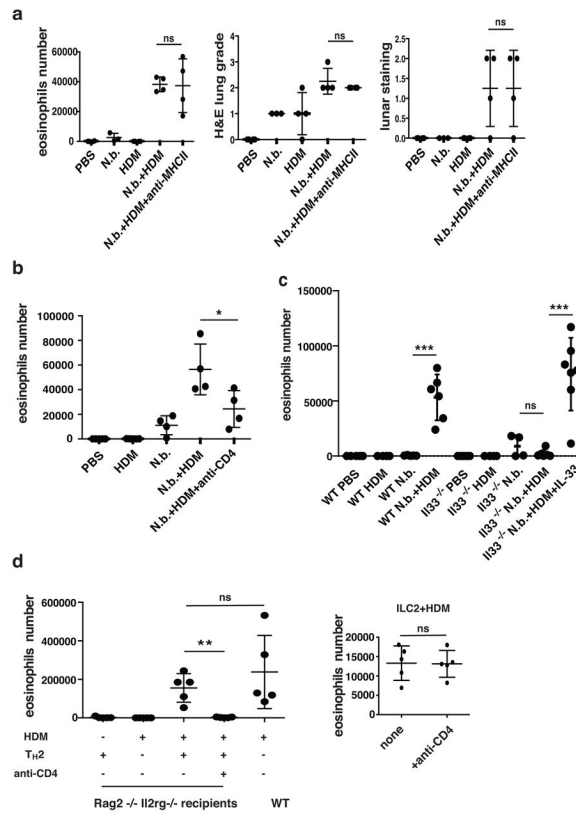 a
ns
ns
ns
eosinophils number
60000
40000
20000
0
PBS
N.b.
HDM
N.b.+HDM
N.b.+HDM+anti-MHCII
H&E lung grade
4
3
2
1
0
PBS
N.b.
HDM
N.b.+HDM
N.b.+HDM+anti-MHCII
lunar staining
2.5
2.0
1.5
1.0
0.5
0.0
PBS
N.b.
HDM
N.b.+HDM
N.b.+HDM+anti-MHCII
b
eosinophils number
100000
80000
60000
40000
20000
0
*
PBS
HDM
N.b.
N.b.+HDM
N.b.+HDM+anti-CD4
c
eosinophils number
150000
100000
50000
0
***
ns
***
WT PBS
WT HDM
WT N.b.
WT N.b.+HDM
Il33 -/- PBS
Il33 -/- HDM
Il33 -/- N.b.
Il33 -/- N.b.+HDM
Il33 -/- N.b.+HDM+IL-33
d
eosinophils number
600000
400000
200000
0
ns
**
HDM - + + + +
TH2 + - + + -
anti-CD4 - - - + -
Rag2 -/- Il2rg-/- recipients WT
ILC2+HDM
ns
eosinophils number
20000
15000
10000
5000
0
none
+anti-CD4